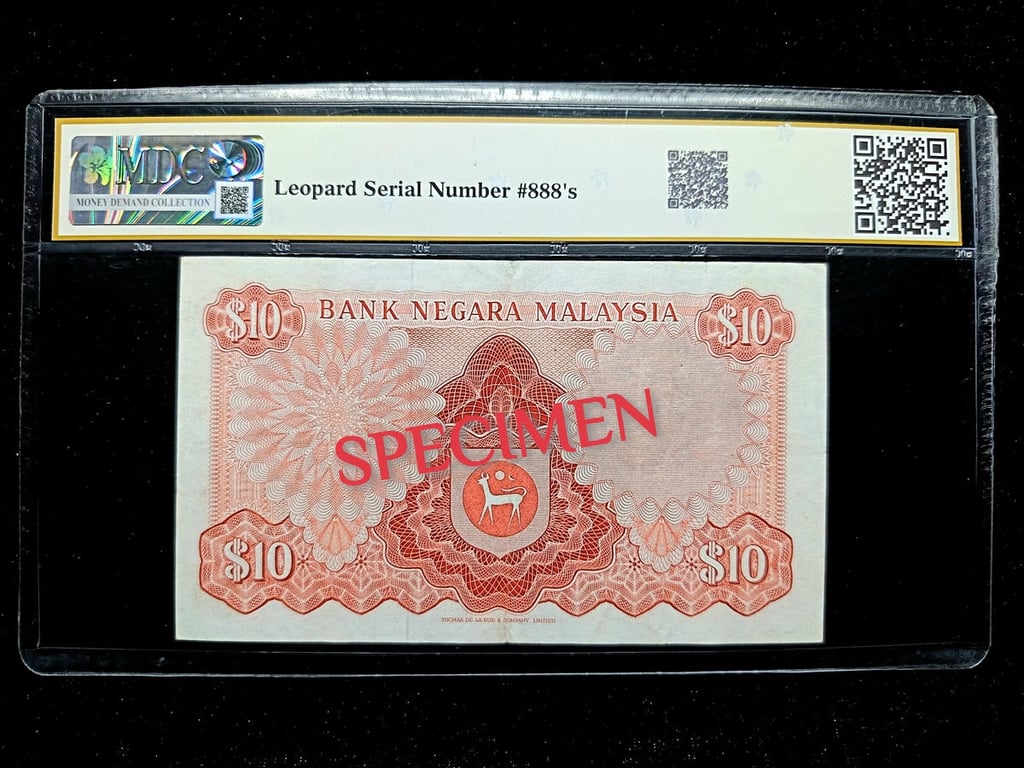 MDC
MONEY DEMAND COLLECTION
Leopard Serial Number #888's
$10 BANK NEGARA MALAYSIA $10
SPECIMEN
$10 $10
THOMAS DE LA RUE & COMPANY, LIMITED